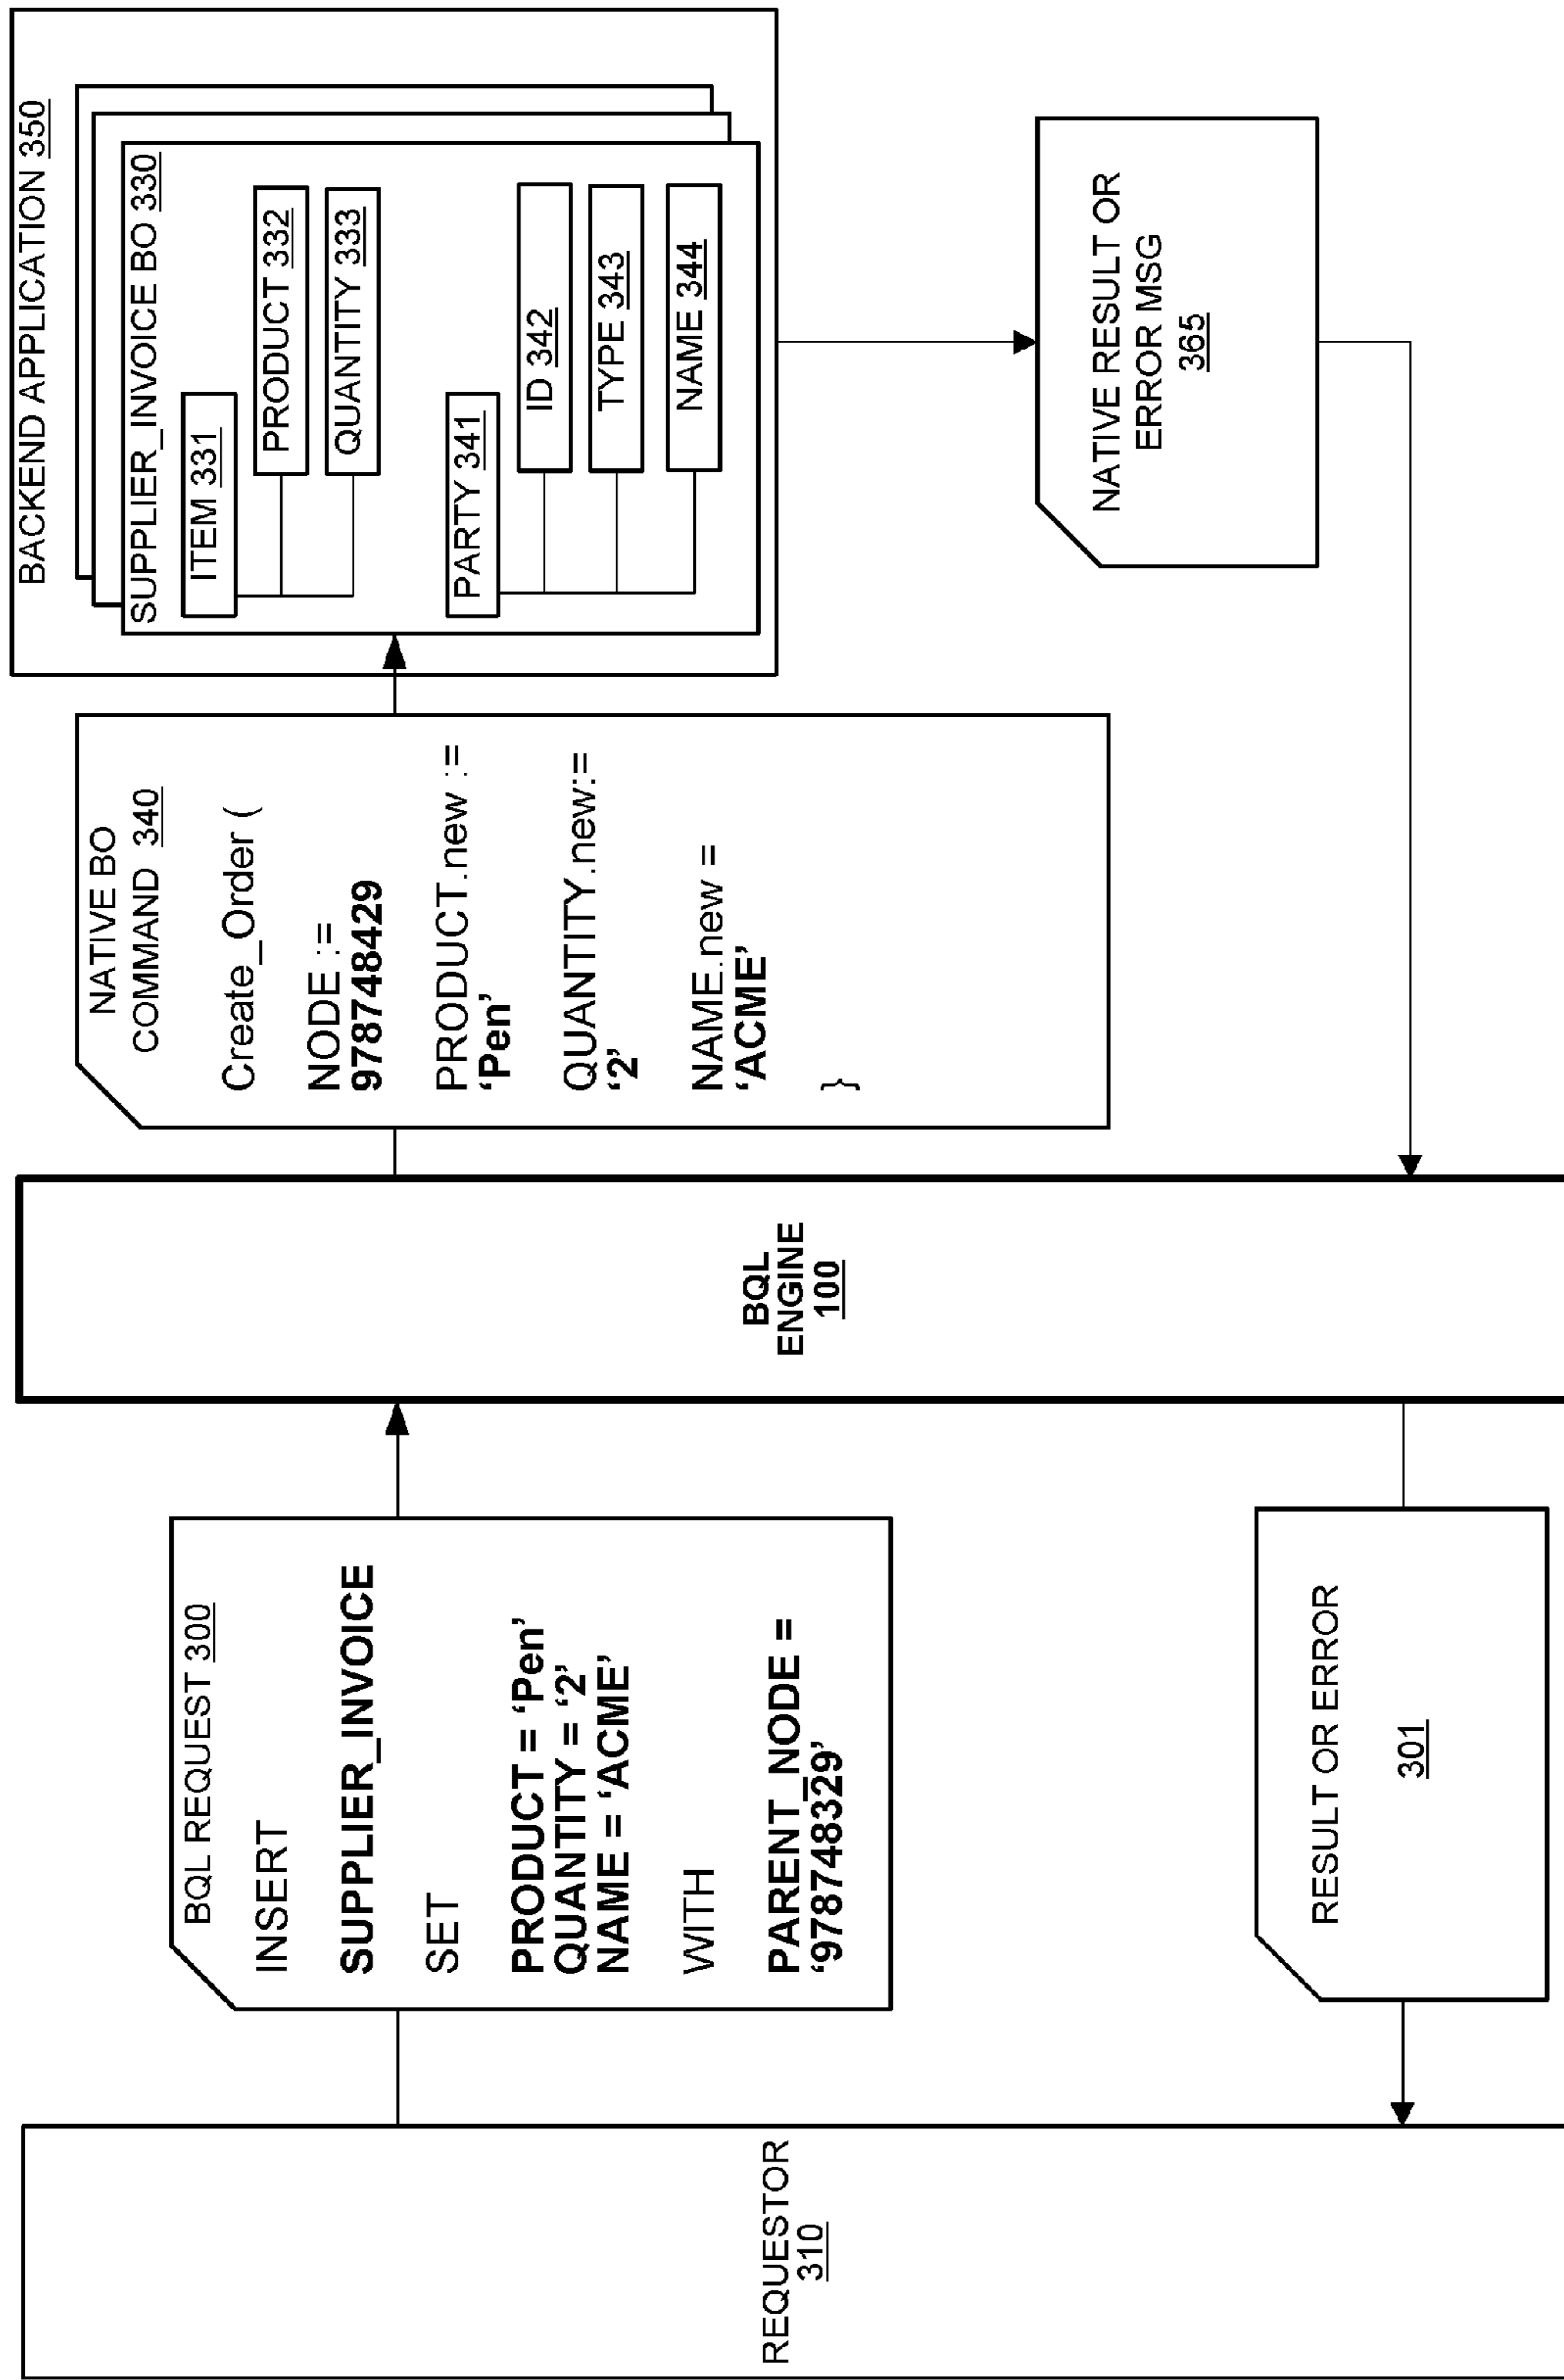 REQUESTOR
310
BQL REQUEST 300
INSERT
SUPPLIER_INVOICE
SET
PRODUCT = ‘Pen’
QUANTITY = ‘2’
NAME = ‘ACME’
WITH
PARENT_NODE =
‘978748329’
RESULT OR ERROR
301
BQL
ENGINE
100
NATIVE BO
COMMAND 340
Create_Order (
NODE :=
978748429
PRODUCT.new :=
‘Pen’
QUANTITY.new:=
‘2’
NAME.new =
‘ACME’
}
BACKEND APPLICATION 350
SUPPLIER_INVOICE BO 330
ITEM 331
PRODUCT 332
QUANTITY 333
PARTY 341
ID 342
TYPE 343
NAME 344
NATIVE RESULT OR
ERROR MSG
365